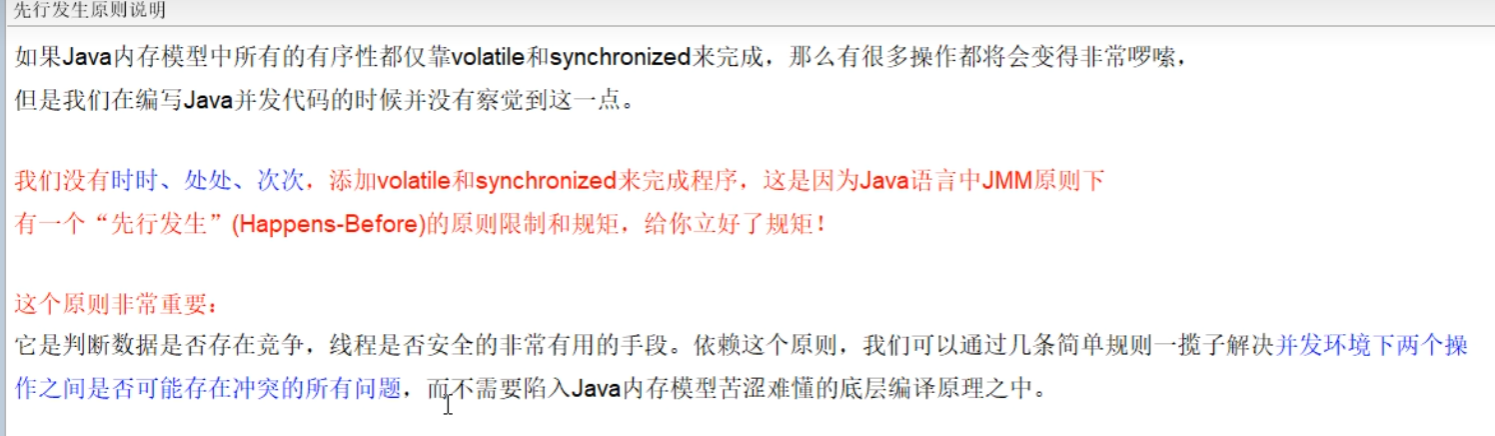 先行发生原则说明
如果Java内存模型中所有的有序性都仅靠volatile和synchronized来完成，那么有很多操作都将会变得非常啰嗦，
但是我们在编写Java并发代码的时候并没有察觉到这一点。
我们没有时时、处处、次次，添加volatile和synchronized来完成程序，这是因为Java语言中JMM原则下
有一个“先行发生”(Happens-Before)的原则限制和规矩，给你立好了规矩！
这个原则非常重要：
它是判断数据是否存在竞争，线程是否安全的非常有用的手段。依赖这个原则，我们可以通过几条简单规则一揽子解决并发环境下两个操
作之间是否可能存在冲突的所有问题，而不需要陷入Java内存模型苦涩难懂的底层编译原理之中。